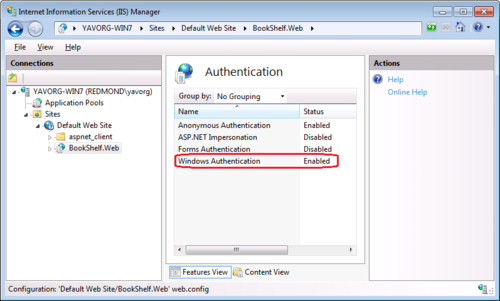 Internet Information Services (IIS) Manager
YAVORG-WIN7 Sites Default Web Site BookShelf.Web
File View Help
Connections
YAVORG-WIN7 (REDMOND\yavorg)
Application Pools
Sites
Default Web Site
aspnet_client
BookShelf.Web
Authentication
Group by: No Grouping
Name Status
Anonymous Authentication Enabled
ASP.NET Impersonation Disabled
Forms Authentication Disabled
Windows Authentication Enabled
Features View Content View
Actions
Help
Online Help
Configuration: 'Default Web Site/BookShelf.Web' web.config